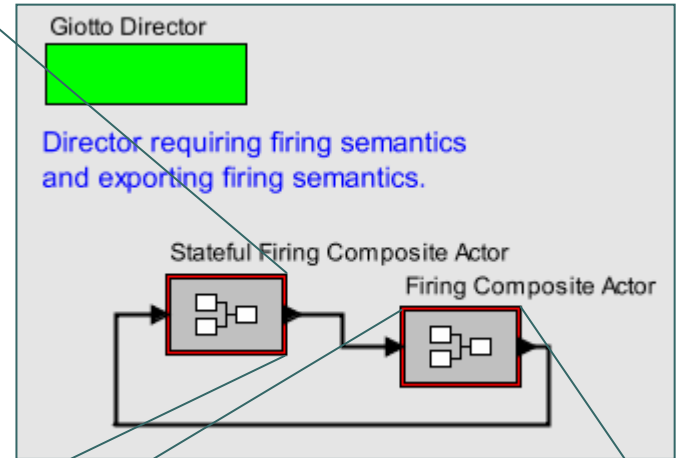 Giotto Director
Director requiring firing semantics
and exporting firing semantics.
Stateful Firing Composite Actor
Firing Composite Actor